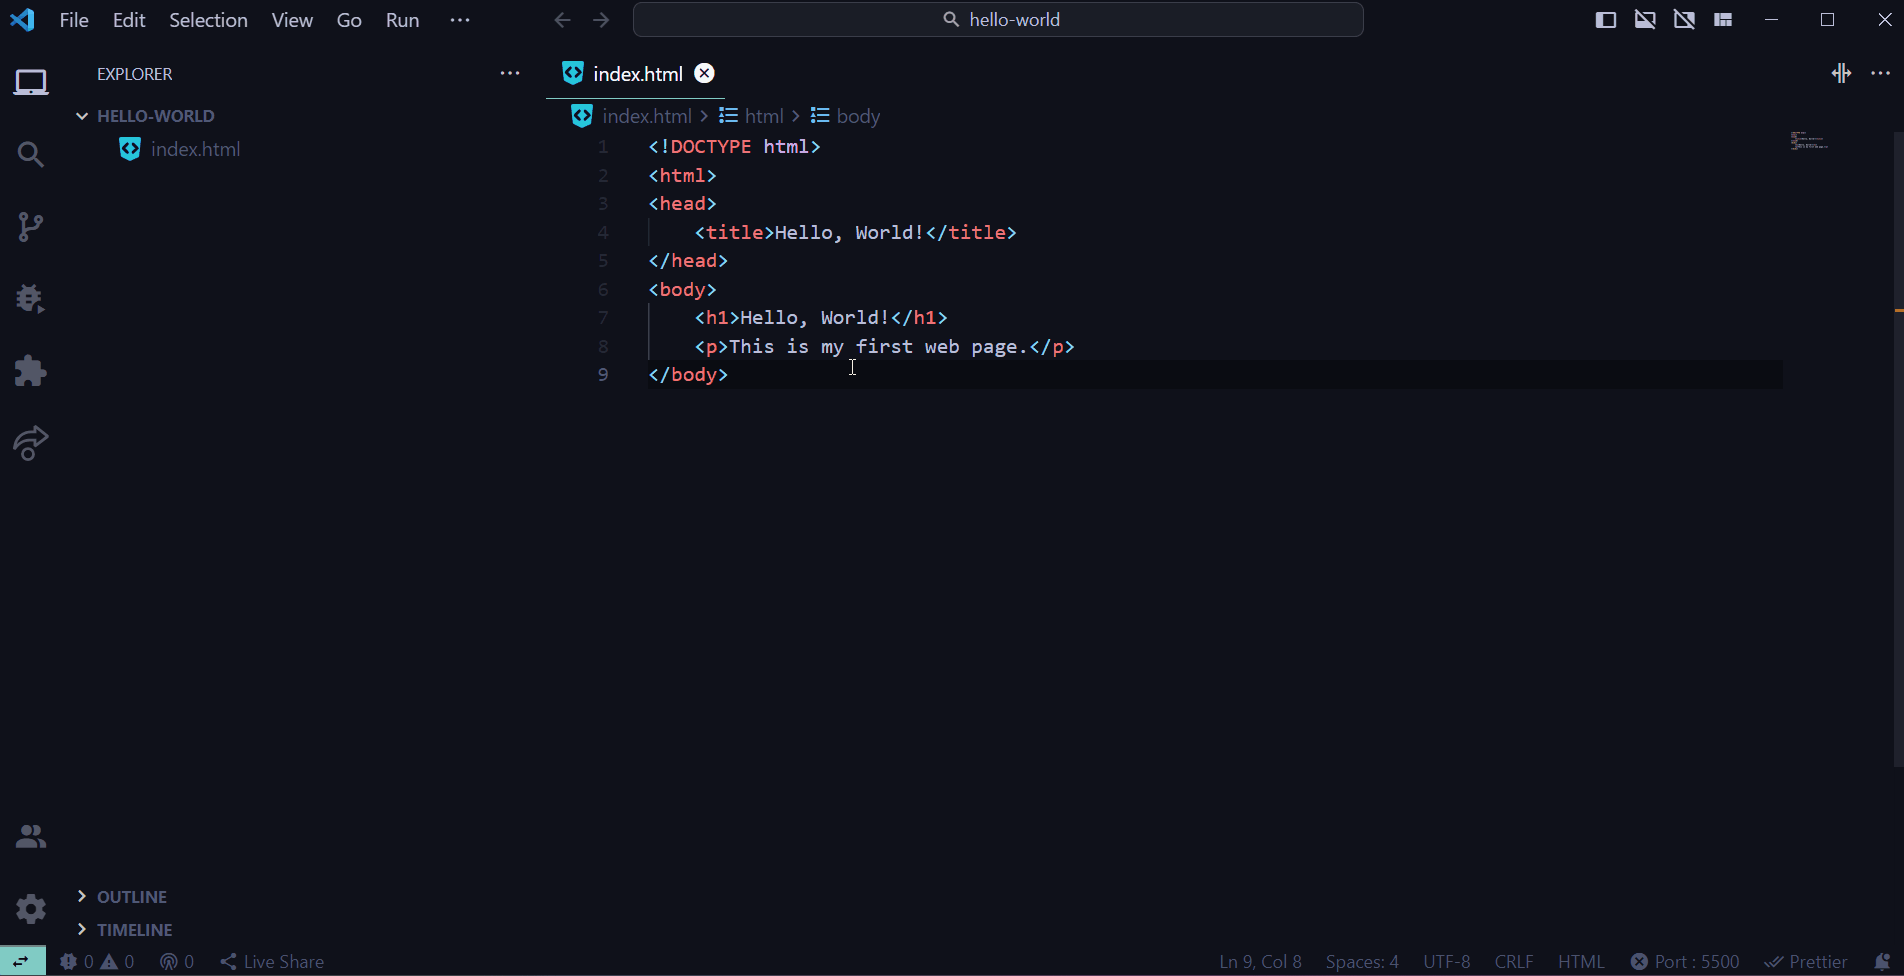 File Edit Selection View Go Run
hello-world
EXPLORER
HELLO-WORLD
index.html
index.html
index.html html body
1 <!DOCTYPE html>
2 <html>
3 <head>
4     <title>Hello, World!</title>
5 </head>
6 <body>
7     <h1>Hello, World!</h1>
8     <p>This is my first web page.</p>
9 </body>
OUTLINE
TIMELINE
0 0 0 Live Share Ln 9, Col 8 Spaces: 4 UTF-8 CRLF HTML Port : 5500 Prettier